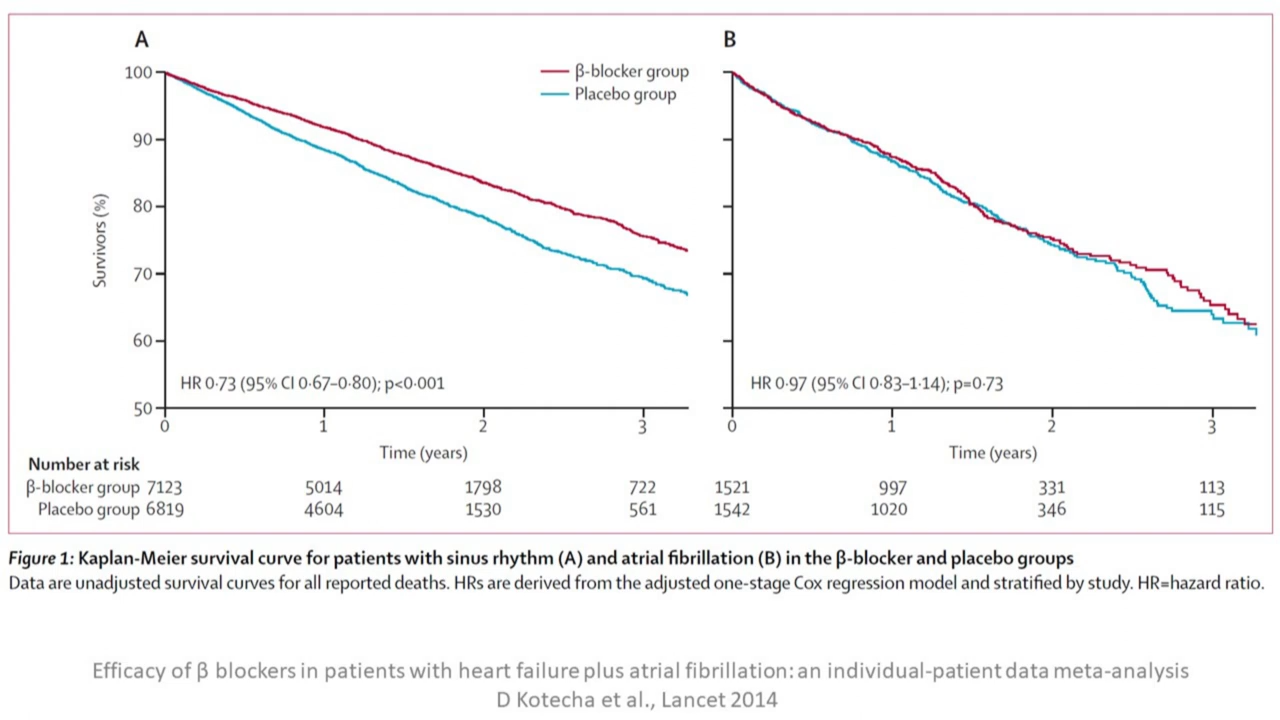 A
B
β-blocker group
Placebo group
100
90
80
70
60
50
Survivors (%)
HR 0·73 (95% CI 0·67–0·80); p<0·001
HR 0·97 (95% CI 0·83–1·14); p=0·73
0 1 2 3
0 1 2 3
Time (years)
Time (years)
Number at risk
β-blocker group 7123 5014 1798 722 1521 997 331 113
Placebo group 6819 4604 1530 561 1542 1020 346 115
Figure 1: Kaplan-Meier survival curve for patients with sinus rhythm (A) and atrial fibrillation (B) in the β-blocker and placebo groups
Data are unadjusted survival curves for all reported deaths. HRs are derived from the adjusted one-stage Cox regression model and stratified by study. HR=hazard ratio.
Efficacy of β blockers in patients with heart failure plus atrial fibrillation: an individual-patient data meta-analysis
D Kotecha et al., Lancet 2014